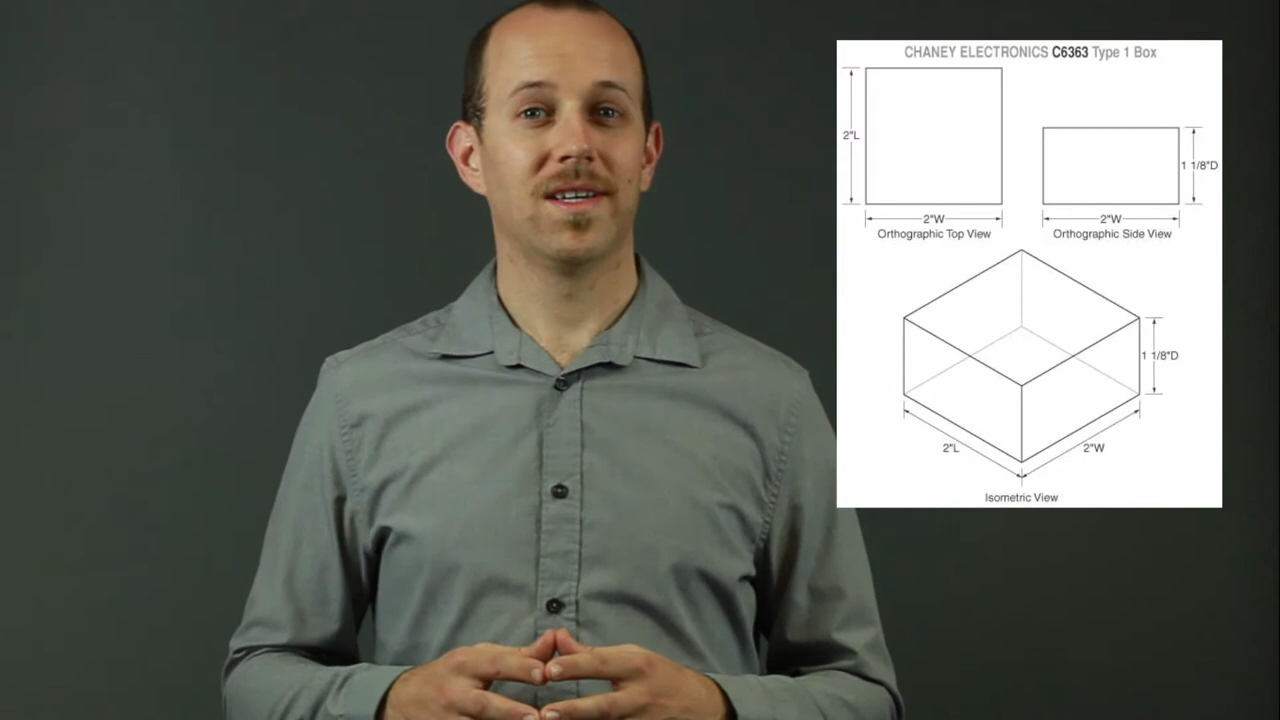 CHANEY ELECTRONICS C6363 Type 1 Box
2"L
1 1/8"D
2"W
2"W
Orthographic Top View
Orthographic Side View
1 1/8"D
2"L
2"W
Isometric View